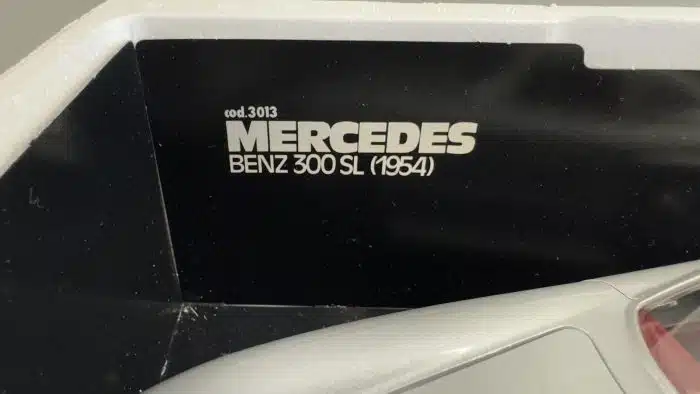 cod.3013
MERCEDES
BENZ 300 SL (1954)